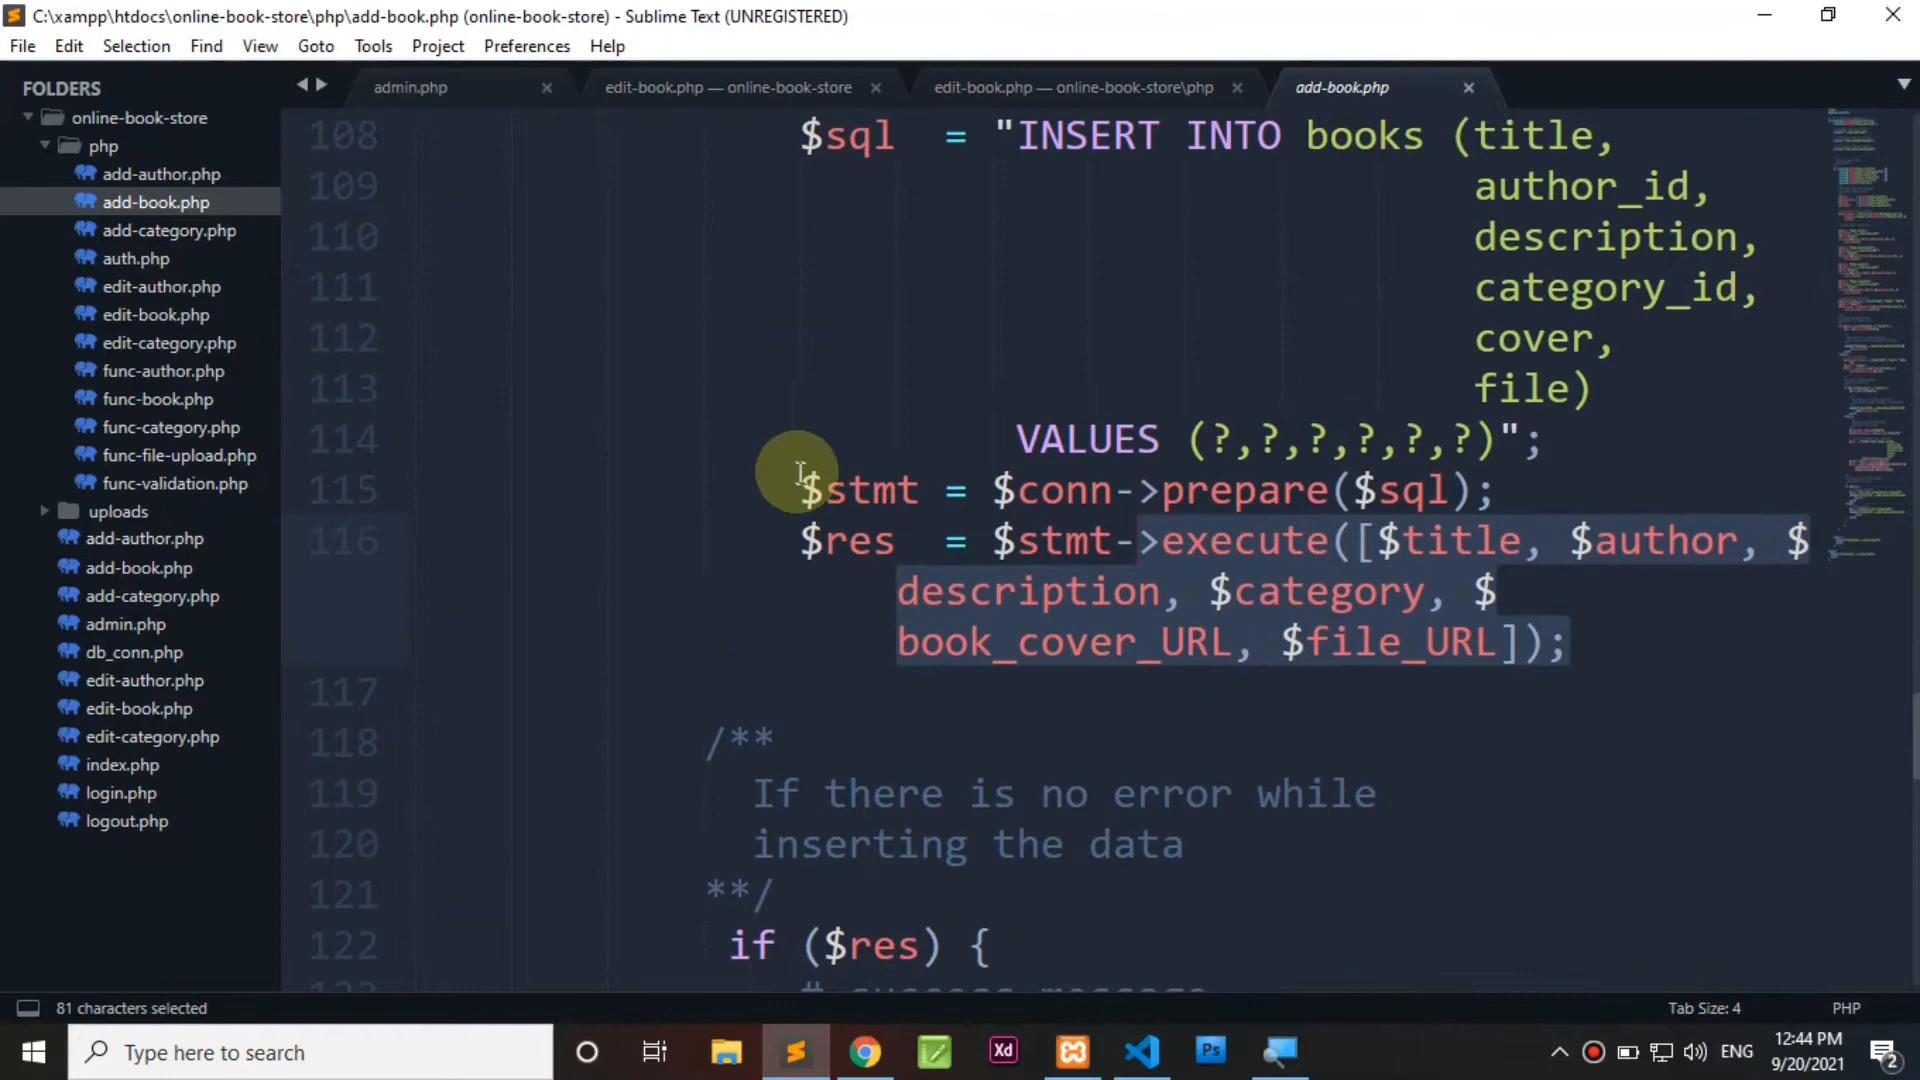 C:\xampp\htdocs\online-book-store\php\add-book.php (online-book-store) - Sublime Text (UNREGISTERED)
File Edit Selection Find View Goto Tools Project Preferences Help
FOLDERS
online-book-store
php
add-author.php
add-book.php
add-category.php
auth.php
edit-author.php
edit-book.php
edit-category.php
func-author.php
func-book.php
func-category.php
func-file-upload.php
func-validation.php
uploads
add-author.php
add-book.php
add-category.php
admin.php
db_conn.php
edit-author.php
edit-book.php
edit-category.php
index.php
login.php
logout.php
admin.php edit-book.php — online-book-store edit-book.php — online-book-store\php add-book.php
108 $sql = "INSERT INTO books (title,
109 author_id,
110 description,
111 category_id,
112 cover,
113 file)
114 VALUES (?,?,?,?,?,?)";
115 $stmt = $conn->prepare($sql);
116 $res = $stmt->execute([$title, $author, $
description, $category, $
book_cover_URL, $file_URL]);
117
118 /**
119 If there is no error while
120 inserting the data
121 **/
122 if ($res) {
81 characters selected Tab Size: 4 PHP
Type here to search
Xd
Ps
ENG
12:44 PM
9/20/2021
2